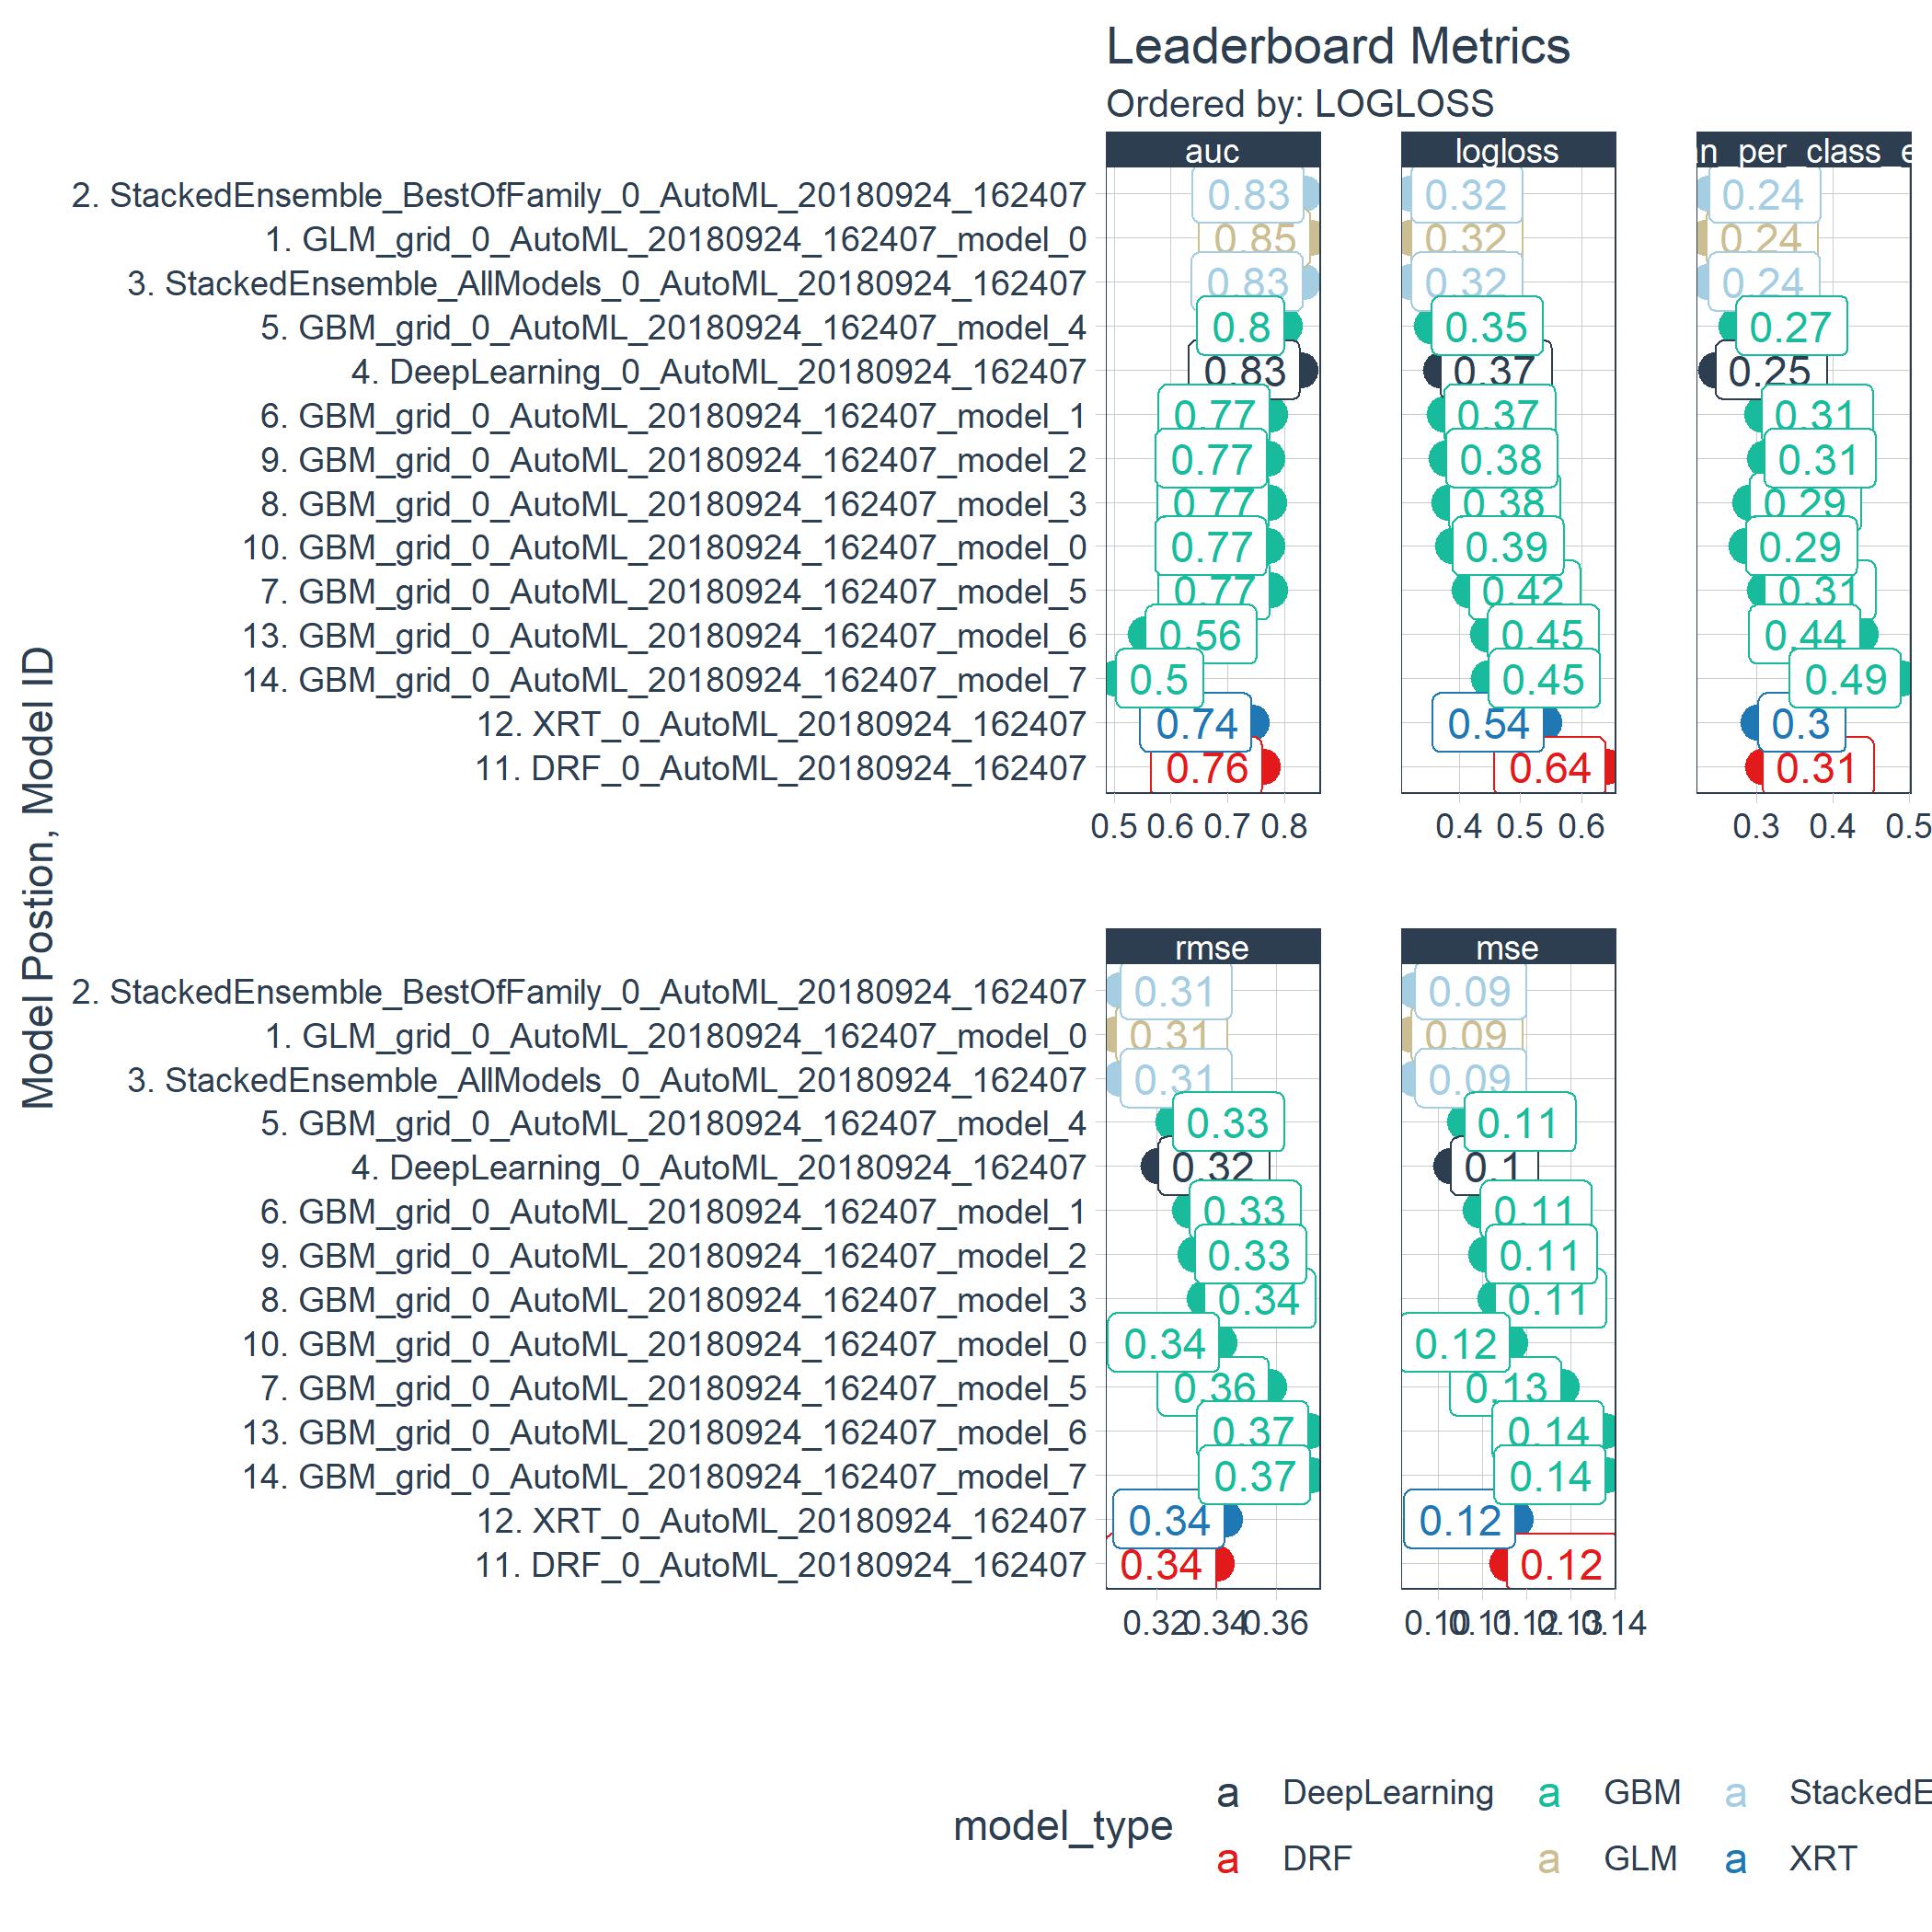 Leaderboard Metrics
Ordered by: LOGLOSS
auc logloss n_per_class_e
2. StackedEnsemble_BestOfFamily_0_AutoML_20180924_162407 0.83 0.32 0.24
1. GLM_grid_0_AutoML_20180924_162407_model_0 0.85 0.32 0.24
3. StackedEnsemble_AllModels_0_AutoML_20180924_162407 0.83 0.32 0.24
5. GBM_grid_0_AutoML_20180924_162407_model_4 0.8 0.35 0.27
4. DeepLearning_0_AutoML_20180924_162407 0.83 0.37 0.25
6. GBM_grid_0_AutoML_20180924_162407_model_1 0.77 0.37 0.31
9. GBM_grid_0_AutoML_20180924_162407_model_2 0.77 0.38 0.31
8. GBM_grid_0_AutoML_20180924_162407_model_3 0.77 0.38 0.29
10. GBM_grid_0_AutoML_20180924_162407_model_0 0.77 0.39 0.29
7. GBM_grid_0_AutoML_20180924_162407_model_5 0.77 0.42 0.31
13. GBM_grid_0_AutoML_20180924_162407_model_6 0.56 0.45 0.44
14. GBM_grid_0_AutoML_20180924_162407_model_7 0.5 0.45 0.49
12. XRT_0_AutoML_20180924_162407 0.74 0.54 0.3
11. DRF_0_AutoML_20180924_162407 0.76 0.64 0.31
0.5 0.6 0.7 0.8 0.4 0.5 0.6 0.3 0.4 0.5
Model Postion, Model ID
rmse mse
2. StackedEnsemble_BestOfFamily_0_AutoML_20180924_162407 0.31 0.09
1. GLM_grid_0_AutoML_20180924_162407_model_0 0.31 0.09
3. StackedEnsemble_AllModels_0_AutoML_20180924_162407 0.31 0.09
5. GBM_grid_0_AutoML_20180924_162407_model_4 0.33 0.11
4. DeepLearning_0_AutoML_20180924_162407 0.32 0.1
6. GBM_grid_0_AutoML_20180924_162407_model_1 0.33 0.11
9. GBM_grid_0_AutoML_20180924_162407_model_2 0.33 0.11
8. GBM_grid_0_AutoML_20180924_162407_model_3 0.34 0.11
10. GBM_grid_0_AutoML_20180924_162407_model_0 0.34 0.12
7. GBM_grid_0_AutoML_20180924_162407_model_5 0.36 0.13
13. GBM_grid_0_AutoML_20180924_162407_model_6 0.37 0.14
14. GBM_grid_0_AutoML_20180924_162407_model_7 0.37 0.14
12. XRT_0_AutoML_20180924_162407 0.34 0.12
11. DRF_0_AutoML_20180924_162407 0.34 0.12
0.32 0.34 0.36 0.10 0.11 0.12 0.13 0.14
model_type
a DeepLearning a GBM a StackedE
a DRF a GLM a XRT